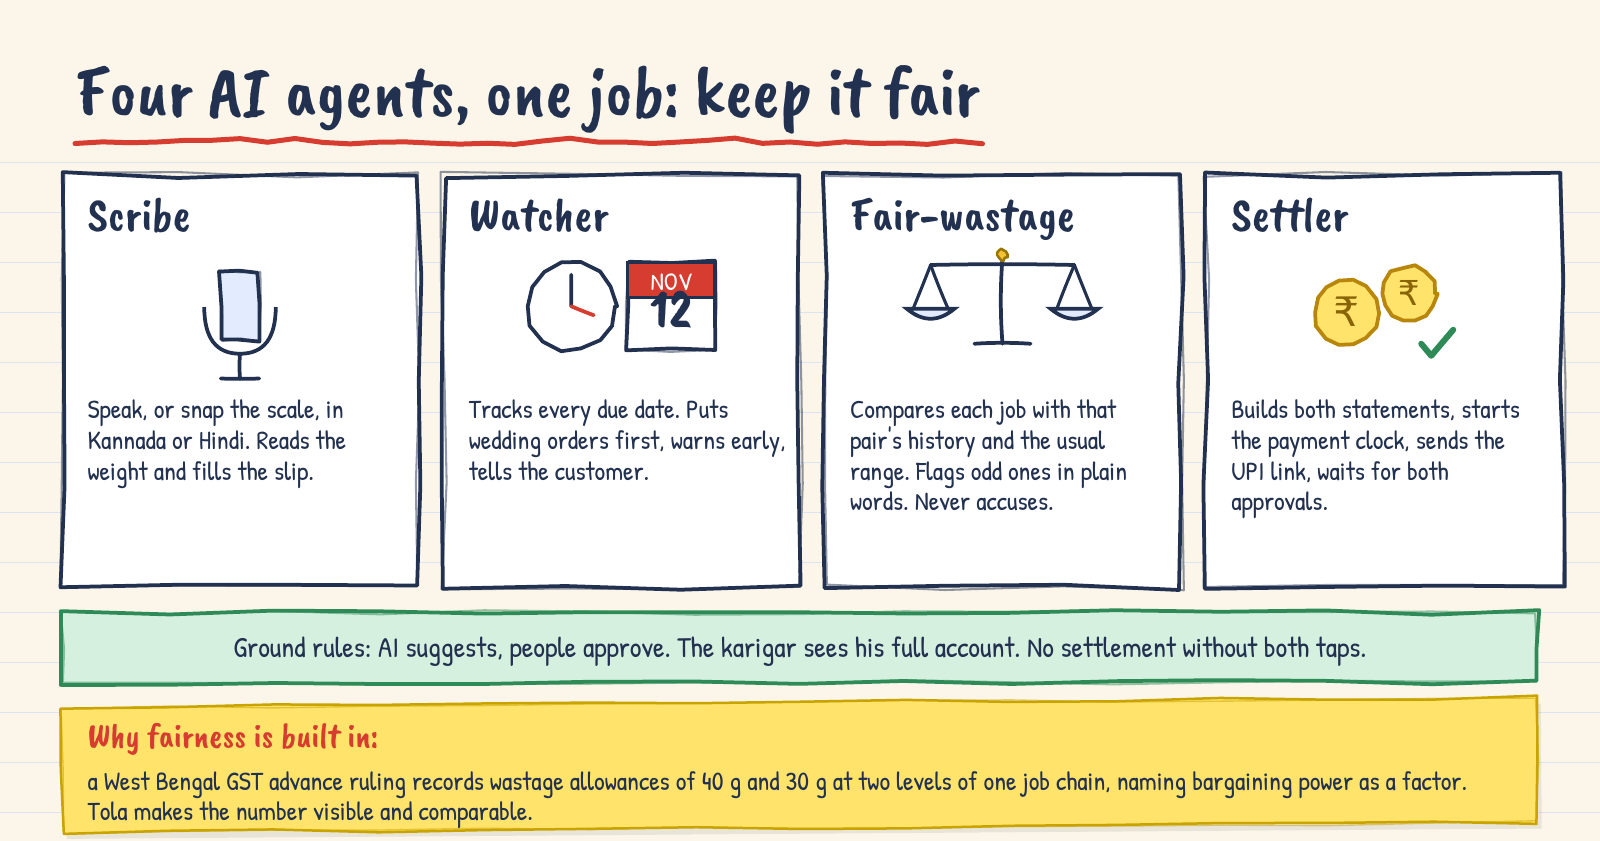 Four AI agents, one job: keep it fair
Scribe
Speak, or snap the scale, in
Kannada or Hindi. Reads the
weight and fills the slip.
Watcher
NOV
12
Tracks every due date. Puts
wedding orders first, warns early,
tells the customer.
Fair-wastage
Compares each job with that
pair's history and the usual
range. Flags odd ones in plain
words. Never accuses.
Settler
₹
₹
Builds both statements, starts
the payment clock, sends the
UPI link, waits for both
approvals.
Ground rules: AI suggests, people approve. The karigar sees his full account. No settlement without both taps.
Why fairness is built in:
a West Bengal GST advance ruling records wastage allowances of 40 g and 30 g at two levels of one job chain, naming bargaining power as a factor.
Tola makes the number visible and comparable.